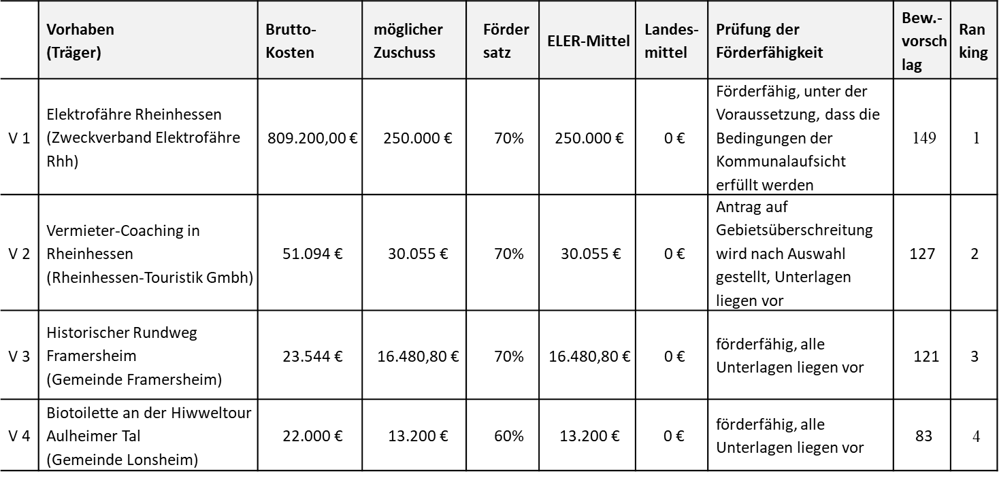 Vorhaben
(Träger)
Brutto-
Kosten
möglicher
Zuschuss
Förder
satz
ELER-Mittel
Landes-
mittel
Prüfung der
Förderfähigkeit
Bew.-
vorsch
lag
Ran
king
V 1
Elektrofähre Rheinhessen
(Zweckverband Elektrofähre
Rhh)
809.200,00 €
250.000 €
70%
250.000 €
0 €
Förderfähig, unter der
Voraussetzung, dass die
Bedingungen der
Kommunalaufsicht
erfüllt werden
149
1
V 2
Vermieter-Coaching in
Rheinhessen
(Rheinhessen-Touristik Gmbh)
51.094 €
30.055 €
70%
30.055 €
0 €
Antrag auf
Gebietsüberschreitung
wird nach Auswahl
gestellt, Unterlagen
liegen vor
127
2
V 3
Historischer Rundweg
Framersheim
(Gemeinde Framersheim)
23.544 €
16.480,80 €
70%
16.480,80 €
0 €
förderfähig, alle
Unterlagen liegen vor
121
3
V 4
Biotoilette an der Hiwweltour
Aulheimer Tal
(Gemeinde Lonsheim)
22.000 €
13.200 €
60%
13.200 €
0 €
förderfähig, alle
Unterlagen liegen vor
83
4